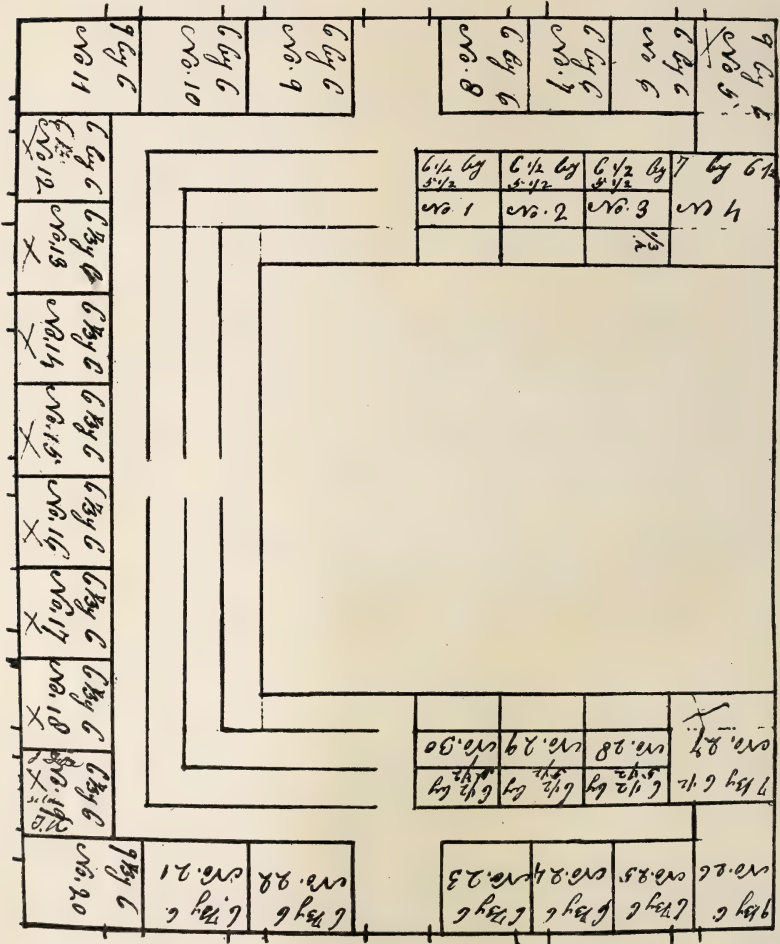 9 By 6
No 5
6 By 6
No 6
6 By 6
No. 7
6 By 6
No. 8
6 By 6
No. 9
6 By 6
No. 10
9 By 6
No 11
6 By 6
No 12
6 By 6
No. 13
6 By 6
No. 14
6 By 6
No. 15
6 By 6
No. 16
6 By 6
No. 17
6 By 6
No. 18
6 By 6
No. 19
9 By 6
No. 20
No. 21
6 By 6
No. 22
6 By 6
No. 23
6 By 6
No. 24
6 By 6
No. 25
6 By 6
No. 26
9 By 6
No. 27
7 By 6 1/2
No. 28
6 1/2 By
5 1/2
No. 29
6 1/2 By
5 1/2
No. 30
6 1/2 By
5 1/2
No 1
6 1/2 By
5 1/2
No 2
6 1/2 By
5 1/2
No 3
6 1/2 By
5 1/2
No 4
7 By 6 1/2